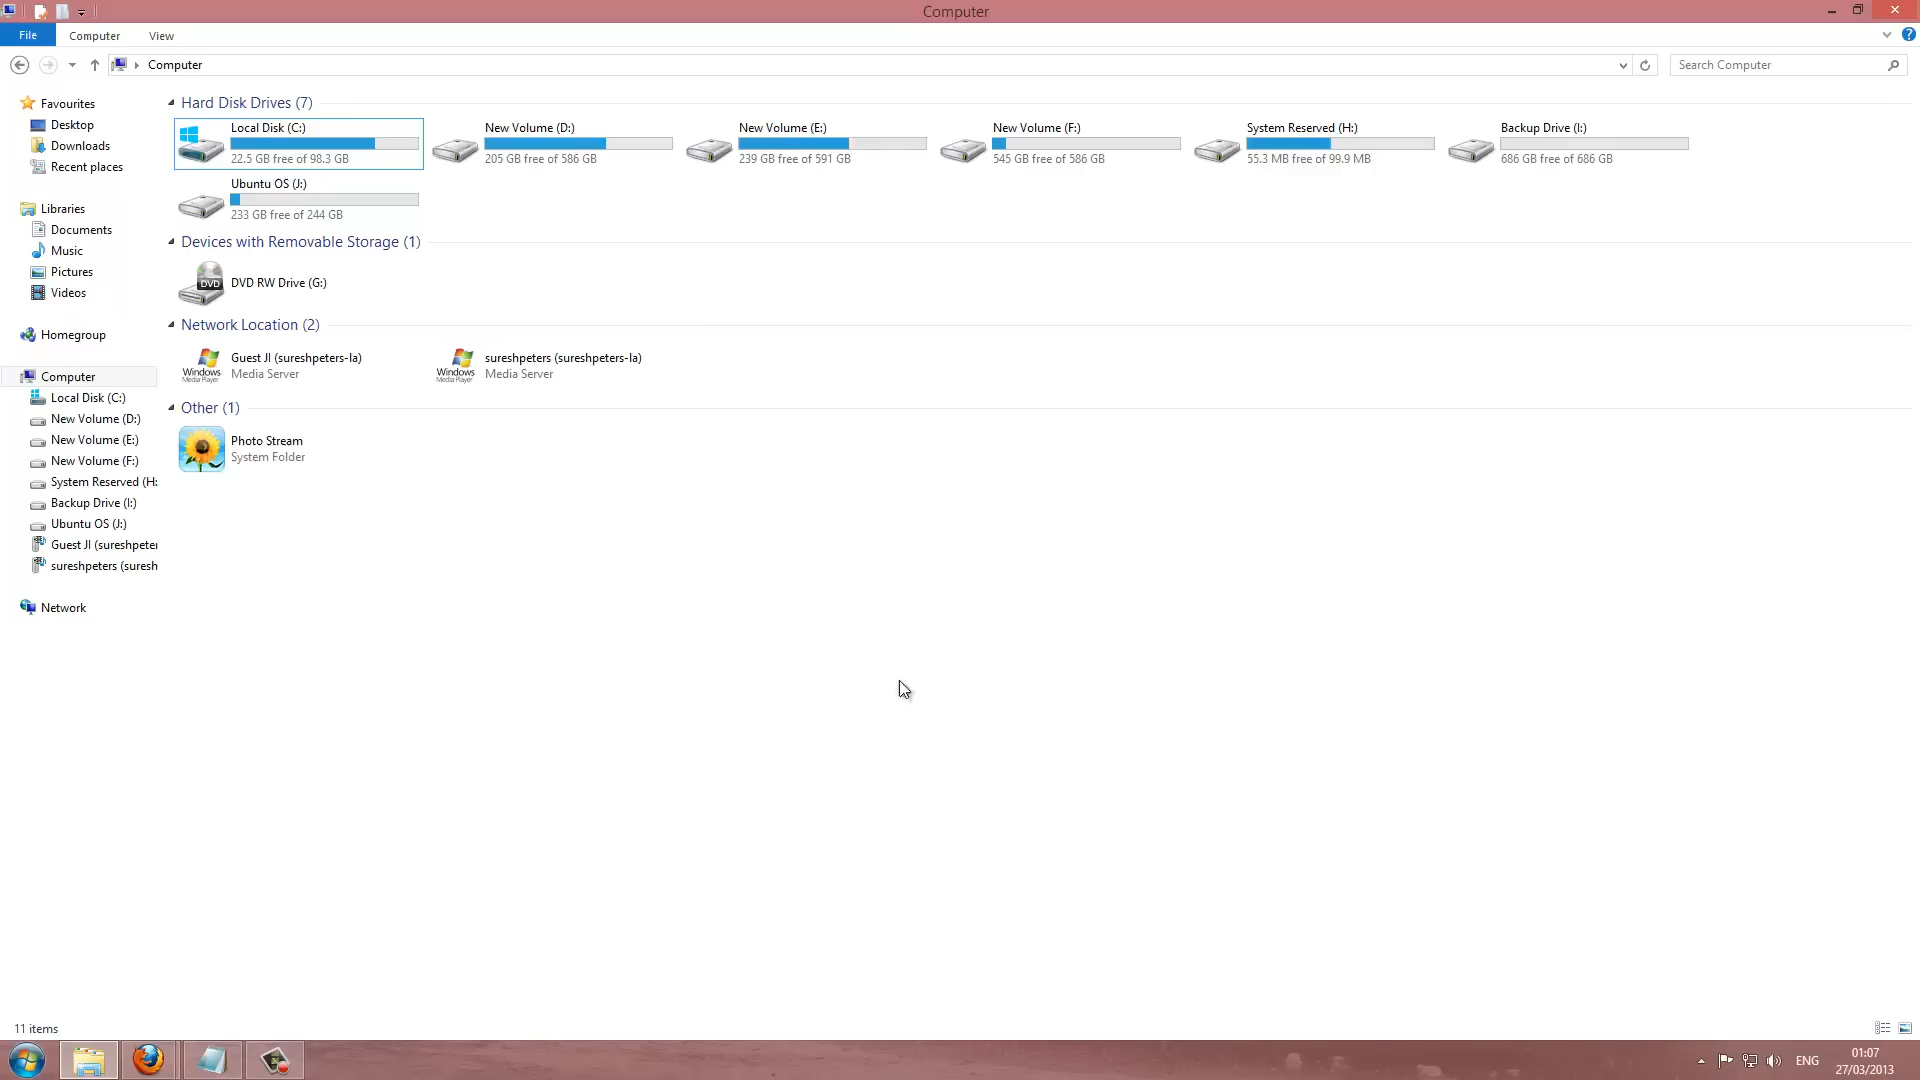 Computer
File
Computer
View
Computer
Search Computer
Favourites
Desktop
Downloads
Recent places
Libraries
Documents
Music
Pictures
Videos
Homegroup
Computer
Local Disk (C:)
New Volume (D:)
New Volume (E:)
New Volume (F:)
System Reserved (H:
Backup Drive (I:)
Ubuntu OS (J:)
Guest JI (sureshpeter
sureshpeters (suresh
Network
Hard Disk Drives (7)
Local Disk (C:)
22.5 GB free of 98.3 GB
New Volume (D:)
205 GB free of 586 GB
New Volume (E:)
239 GB free of 591 GB
New Volume (F:)
545 GB free of 586 GB
System Reserved (H:)
55.3 MB free of 99.9 MB
Backup Drive (I:)
686 GB free of 686 GB
Ubuntu OS (J:)
233 GB free of 244 GB
Devices with Removable Storage (1)
DVD
DVD RW Drive (G:)
Network Location (2)
Windows
Media Player
Guest JI (sureshpeters-la)
Media Server
Windows
Media Player
sureshpeters (sureshpeters-la)
Media Server
Other (1)
Photo Stream
System Folder
11 items
ENG
01:07
27/03/2013